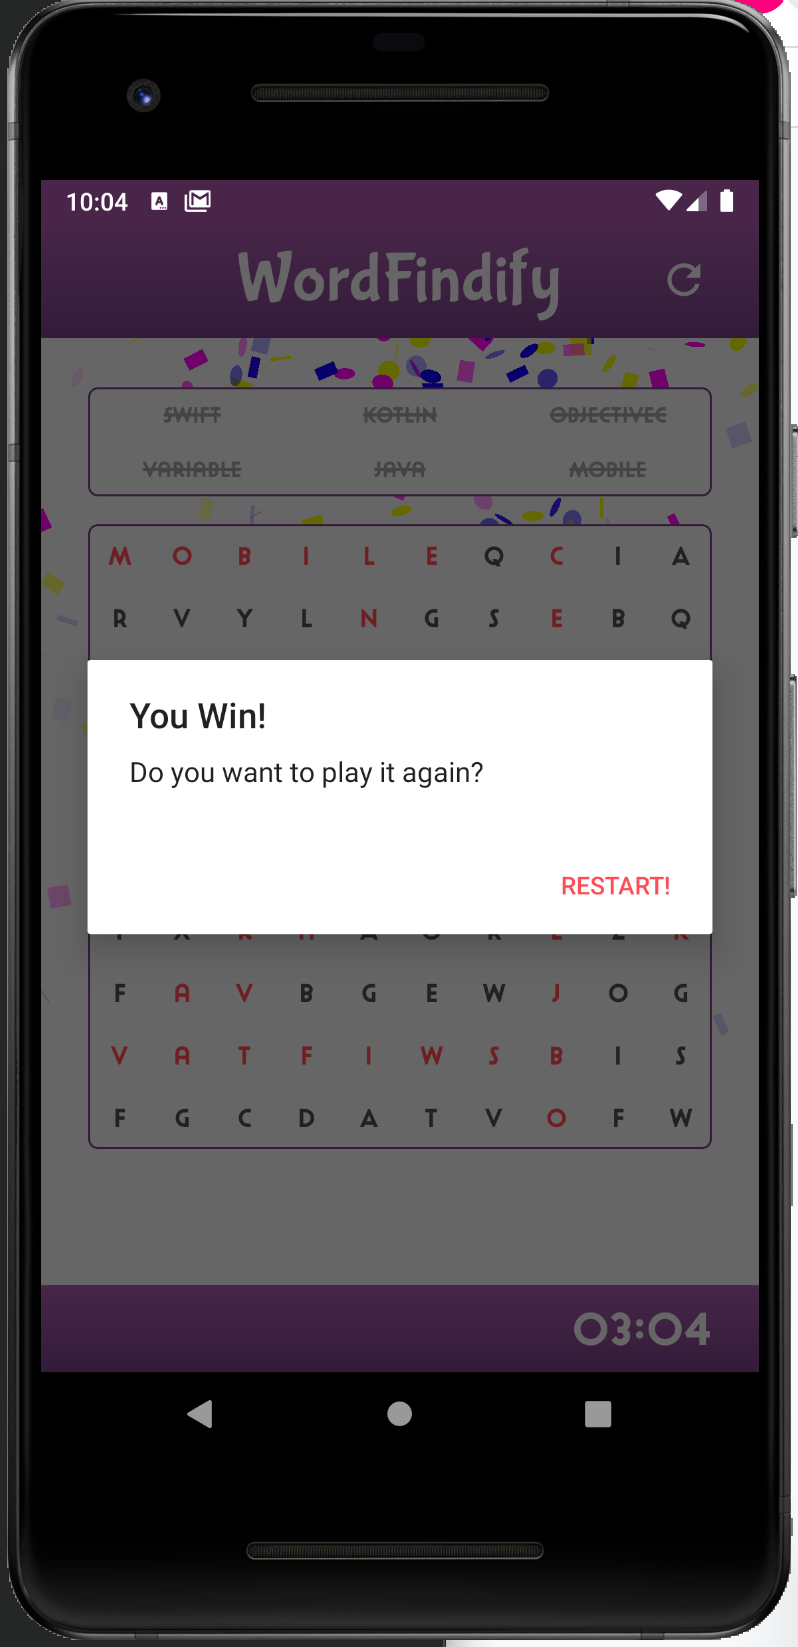 10:04 A
WordFindify
SWIFT KOTLIN OBJECTIVEC
VARIABLE JAVA MOBILE
M O B I L E Q C I A
R V Y L N G S E B Q
You Win!
Do you want to play it again?
RESTART!
F A V B G E W J O G
V A T F I W S B I S
F G C D A T V O F W
03:04